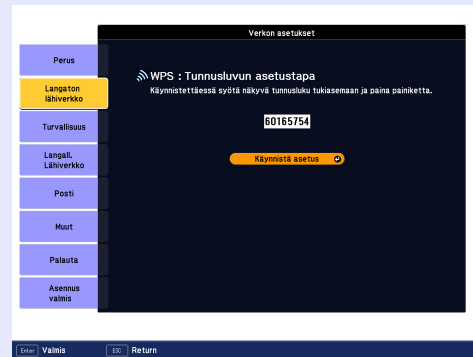 Verkon asetukset
Perus
Langaton
lähiverkko
Turvallisuus
Langall.
Lähiverkko
Posti
Muut
Palauta
Asennus
valmis
WPS : Tunnusluvun asetustapa
Käynnistettäessä syötä näkyvä tunnusluku tukiasemaan ja paina painiketta.
60165754
Käynnistä asetus
Enter Valmis
ESC Return